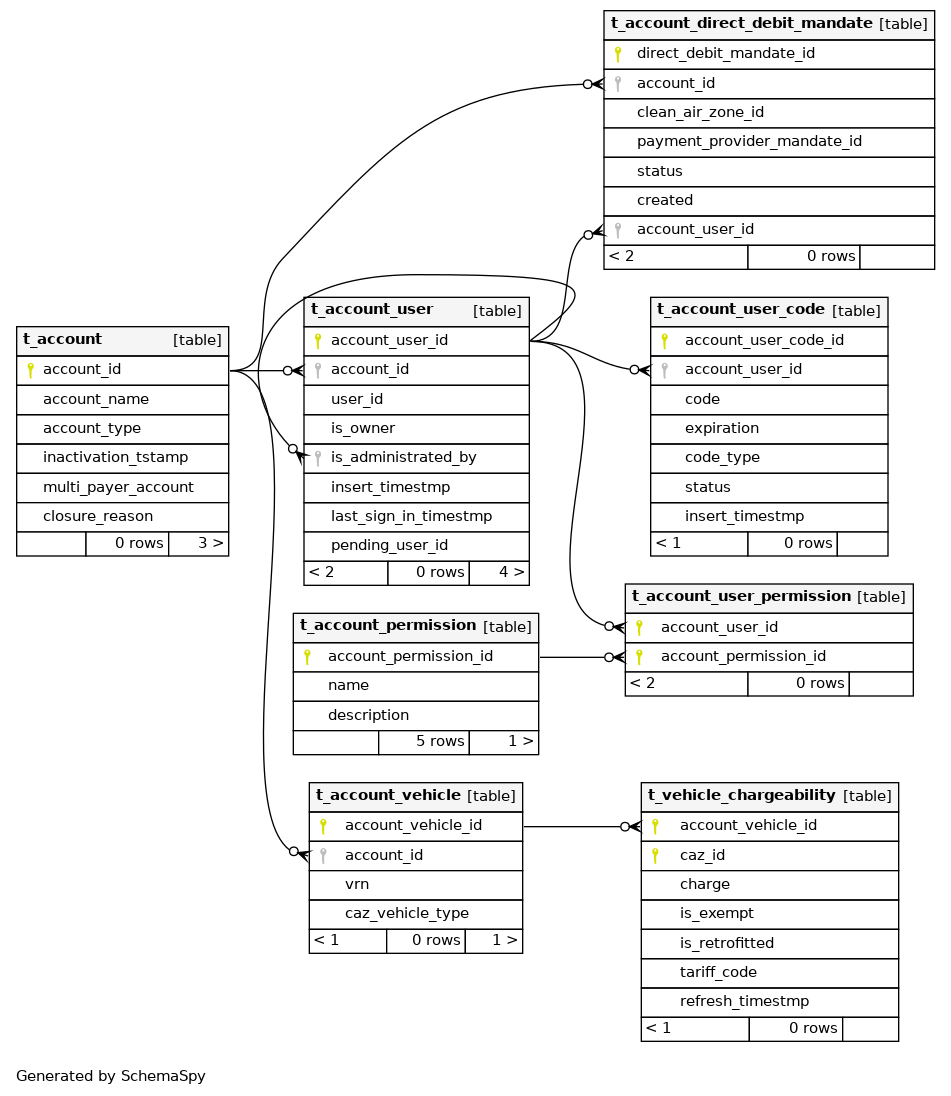 t_account_direct_debit_mandate [table]
direct_debit_mandate_id
account_id
clean_air_zone_id
payment_provider_mandate_id
status
created
account_user_id
< 2 0 rows
t_account_user [table]
account_user_id
account_id
user_id
is_owner
is_administrated_by
insert_timestmp
last_sign_in_timestmp
pending_user_id
< 2 0 rows 4 >
t_account_user_code [table]
account_user_code_id
account_user_id
code
expiration
code_type
status
insert_timestmp
< 1 0 rows
t_account [table]
account_id
account_name
account_type
inactivation_tstamp
multi_payer_account
closure_reason
0 rows 3 >
t_account_user_permission [table]
account_user_id
account_permission_id
< 2 0 rows
t_account_permission [table]
account_permission_id
name
description
5 rows 1 >
t_account_vehicle [table]
account_vehicle_id
account_id
vrn
caz_vehicle_type
< 1 0 rows 1 >
t_vehicle_chargeability [table]
account_vehicle_id
caz_id
charge
is_exempt
is_retrofitted
tariff_code
refresh_timestmp
< 1 0 rows
Generated by SchemaSpy